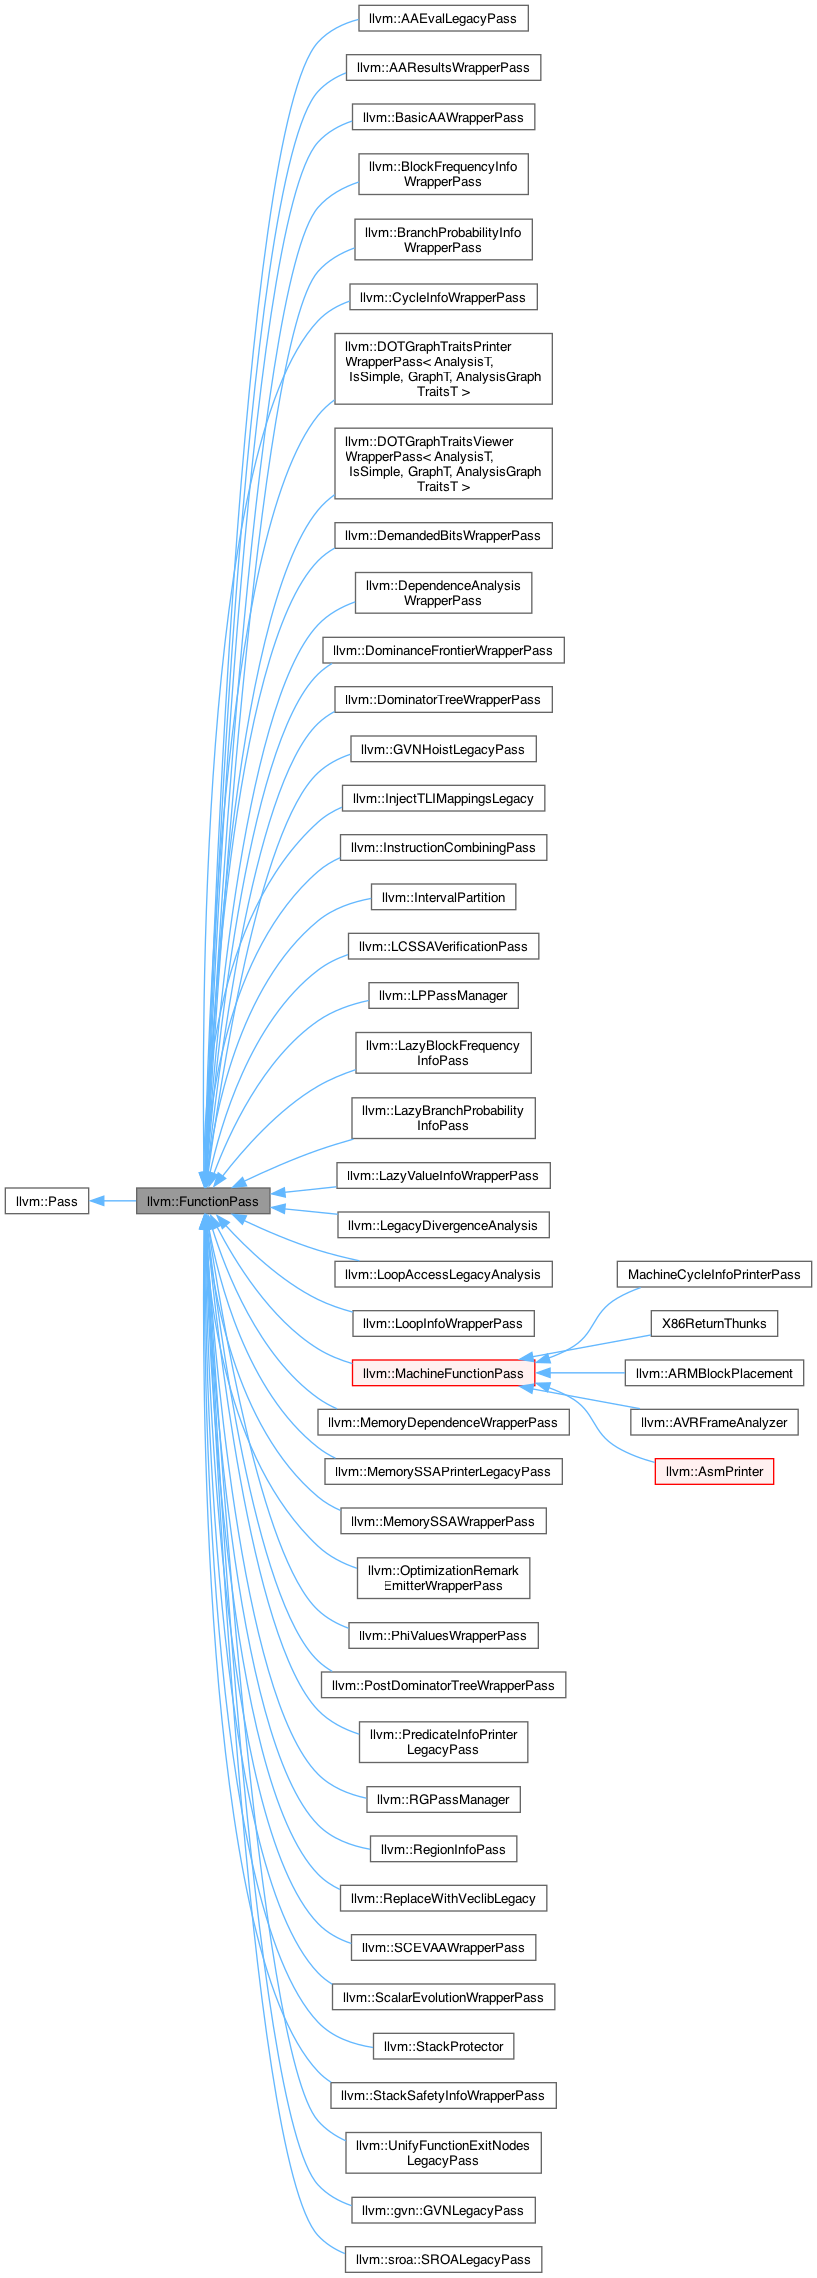 llvm::AAEvalLegacyPass
llvm::AAResultsWrapperPass
llvm::BasicAAWrapperPass
llvm::BlockFrequencyInfo
WrapperPass
llvm::BranchProbabilityInfo
WrapperPass
llvm::CycleInfoWrapperPass
llvm::DOTGraphTraitsPrinter
WrapperPass< AnalysisT,
IsSimple, GraphT, AnalysisGraph
TraitsT >
llvm::DOTGraphTraitsViewer
WrapperPass< AnalysisT,
IsSimple, GraphT, AnalysisGraph
TraitsT >
llvm::DemandedBitsWrapperPass
llvm::DependenceAnalysis
WrapperPass
llvm::DominanceFrontierWrapperPass
llvm::DominatorTreeWrapperPass
llvm::GVNHoistLegacyPass
llvm::InjectTLIMappingsLegacy
llvm::InstructionCombiningPass
llvm::IntervalPartition
llvm::LCSSAVerificationPass
llvm::LPPassManager
llvm::LazyBlockFrequency
InfoPass
llvm::LazyBranchProbability
InfoPass
llvm::LazyValueInfoWrapperPass
llvm::Pass
llvm::FunctionPass
llvm::LegacyDivergenceAnalysis
llvm::LoopAccessLegacyAnalysis
MachineCycleInfoPrinterPass
llvm::LoopInfoWrapperPass
X86ReturnThunks
llvm::MachineFunctionPass
llvm::ARMBlockPlacement
llvm::MemoryDependenceWrapperPass
llvm::AVRFrameAnalyzer
llvm::MemorySSAPrinterLegacyPass
llvm::AsmPrinter
llvm::MemorySSAWrapperPass
llvm::OptimizationRemark
EmitterWrapperPass
llvm::PhiValuesWrapperPass
llvm::PostDominatorTreeWrapperPass
llvm::PredicateInfoPrinter
LegacyPass
llvm::RGPassManager
llvm::RegionInfoPass
llvm::ReplaceWithVeclibLegacy
llvm::SCEVAAWrapperPass
llvm::ScalarEvolutionWrapperPass
llvm::StackProtector
llvm::StackSafetyInfoWrapperPass
llvm::UnifyFunctionExitNodes
LegacyPass
llvm::gvn::GVNLegacyPass
llvm::sroa::SROALegacyPass